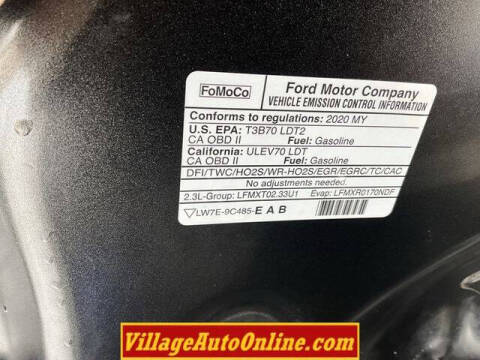 FoMoCo
Ford Motor Company
VEHICLE EMISSION CONTROL INFORMATION
Conforms to regulations: 2020 MY
U.S. EPA: T3B70 LDT2
CA OBD II Fuel: Gasoline
California: ULEV70 LDT
CA OBD II Fuel: Gasoline
DFI/TWC/HO2S/WR-HO2S/EGR/EGRC/TC/CAC
No adjustments needed.
2.3L-Group: LFMXT02.33U1 Evap: LFMXR0170NDF
LW7E-9C485-E A B
VillageAutoOnline.com